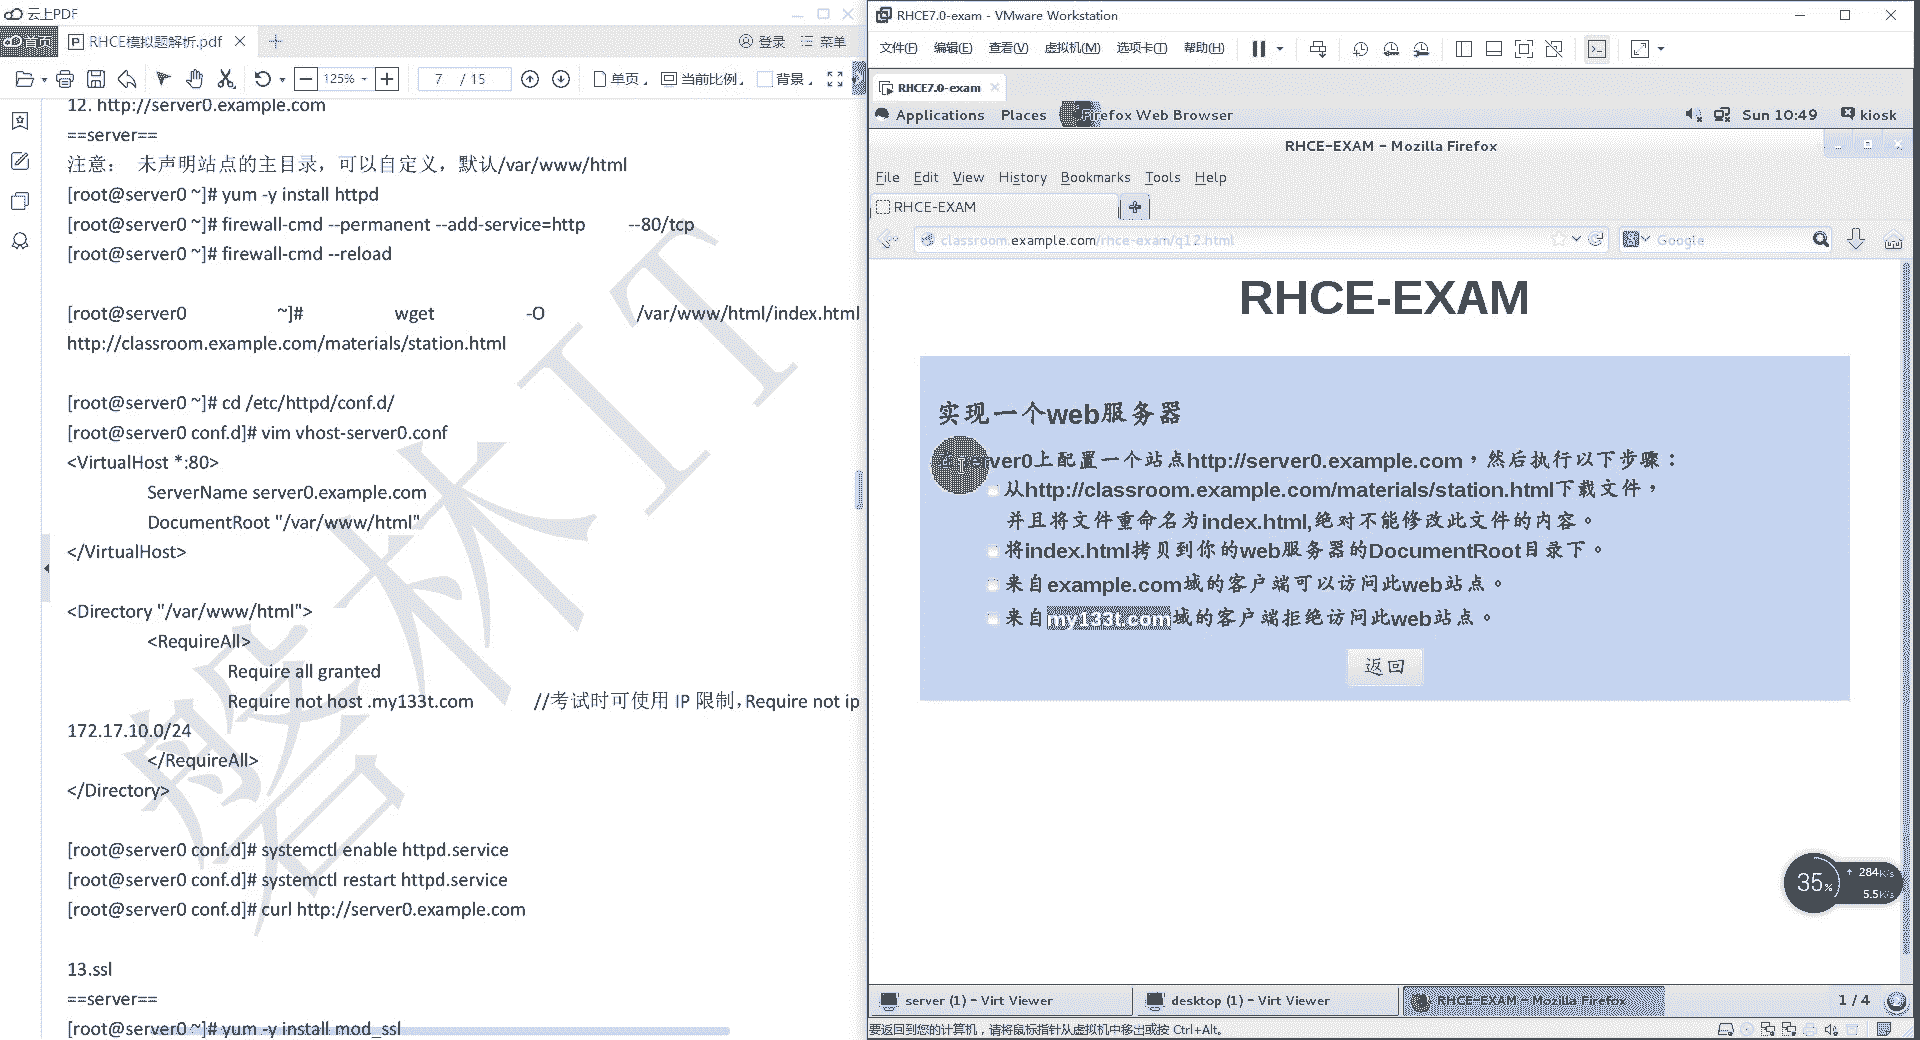 云上PDF
首页
RHCE模拟题解析.pdf
登录
菜单
125%
7 / 15
单页
当前比例
背景
12. http://server0.example.com
==server==
注意： 未声明站点的主目录，可以自定义，默认/var/www/html
[root@server0 ~]# yum -y install httpd
[root@server0 ~]# firewall-cmd --permanent --add-service=http --80/tcp
[root@server0 ~]# firewall-cmd --reload
[root@server0 ~]# wget -O /var/www/html/index.html
http://classroom.example.com/materials/station.html
[root@server0 ~]# cd /etc/httpd/conf.d/
[root@server0 conf.d]# vim vhost-server0.conf
<VirtualHost *:80>
ServerName server0.example.com
DocumentRoot "/var/www/html"
</VirtualHost>
<Directory "/var/www/html">
<RequireAll>
Require all granted
Require not host .my133t.com //考试时可使用 IP 限制，Require not ip
172.17.10.0/24
</RequireAll>
</Directory>
[root@server0 conf.d]# systemctl enable httpd.service
[root@server0 conf.d]# systemctl restart httpd.service
[root@server0 conf.d]# curl http://server0.example.com
13.ssl
==server==
[root@server0 ~]# yum -y install mod_ssl
磐林IT
RHCE7.0-exam - VMware Workstation
文件(F) 编辑(E) 查看(V) 虚拟机(M) 选项卡(T) 帮助(H)
RHCE7.0-exam
Applications Places Firefox Web Browser Sun 10:49 kiosk
RHCE-EXAM - Mozilla Firefox
File Edit View History Bookmarks Tools Help
RHCE-EXAM
classroom.example.com/rhce-exam/q12.html
Google
RHCE-EXAM
实现一个web服务器
server0上配置一个站点http://server0.example.com，然后执行以下步骤：
从http://classroom.example.com/materials/station.html下载文件，
并且将文件重命名为index.html,绝对不能修改此文件的内容。
将index.html拷贝到你的web服务器的DocumentRoot目录下。
来自example.com域的客户端可以访问此web站点。
来自my133t.com域的客户端拒绝访问此web站点。
返回
35%
284K/s
5.5K/s
server (1) - Virt Viewer
desktop (1) - Virt Viewer
RHCE-EXAM - Mozilla Firefox
1 / 4
要返回到您的计算机，请将鼠标指针从虚拟机中移出或按 Ctrl+Alt。